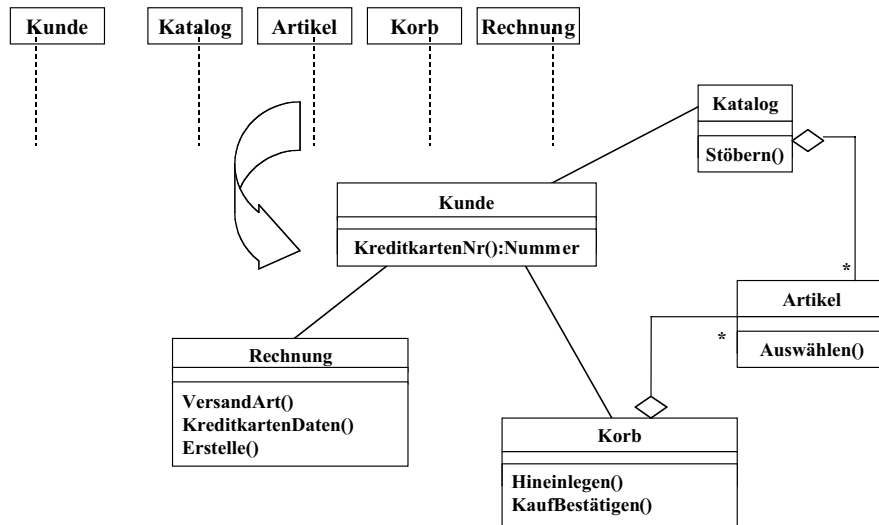 Kunde Katalog Artikel Korb Rechnung
Katalog
Stöbern()
Kunde
KreditkartenNr():Nummer
*
Artikel
*
Auswählen()
Rechnung
VersandArt()
KreditkartenDaten()
Erstelle()
Korb
Hineinlegen()
KaufBestätigen()